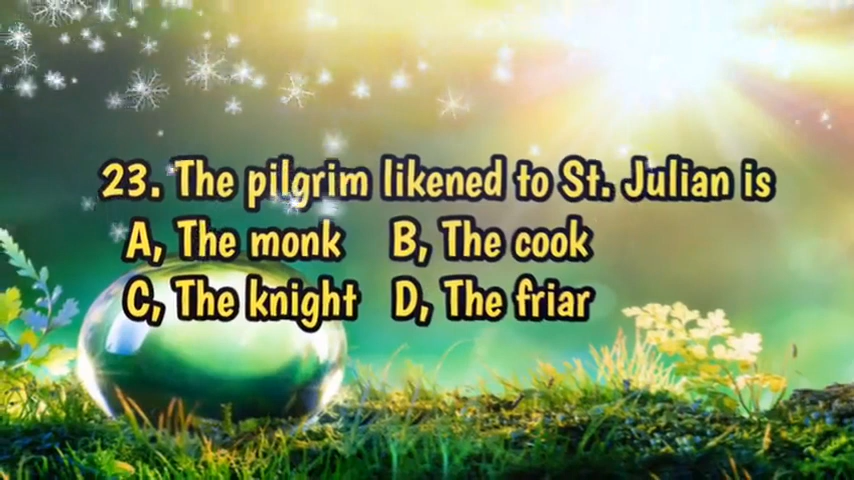 23. The pilgrim likened to St. Julian is
A, The monk B, The cook
C, The knight D, The friar